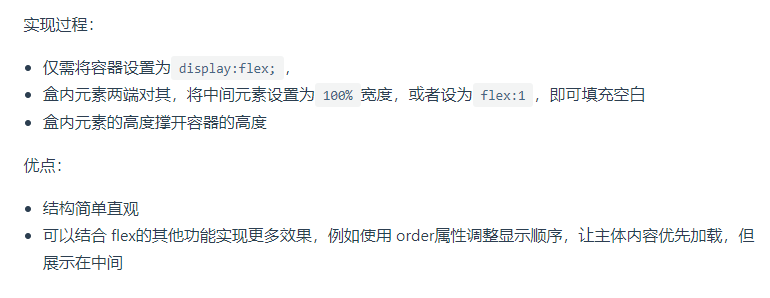 实现过程：
仅需将容器设置为 display:flex; ，
盒内元素两端对其，将中间元素设置为 100% 宽度，或者设为 flex:1 ，即可填充空白
盒内元素的高度撑开容器的高度
优点：
结构简单直观
可以结合 flex的其他功能实现更多效果，例如使用 order属性调整显示顺序，让主体内容优先加载，但
展示在中间